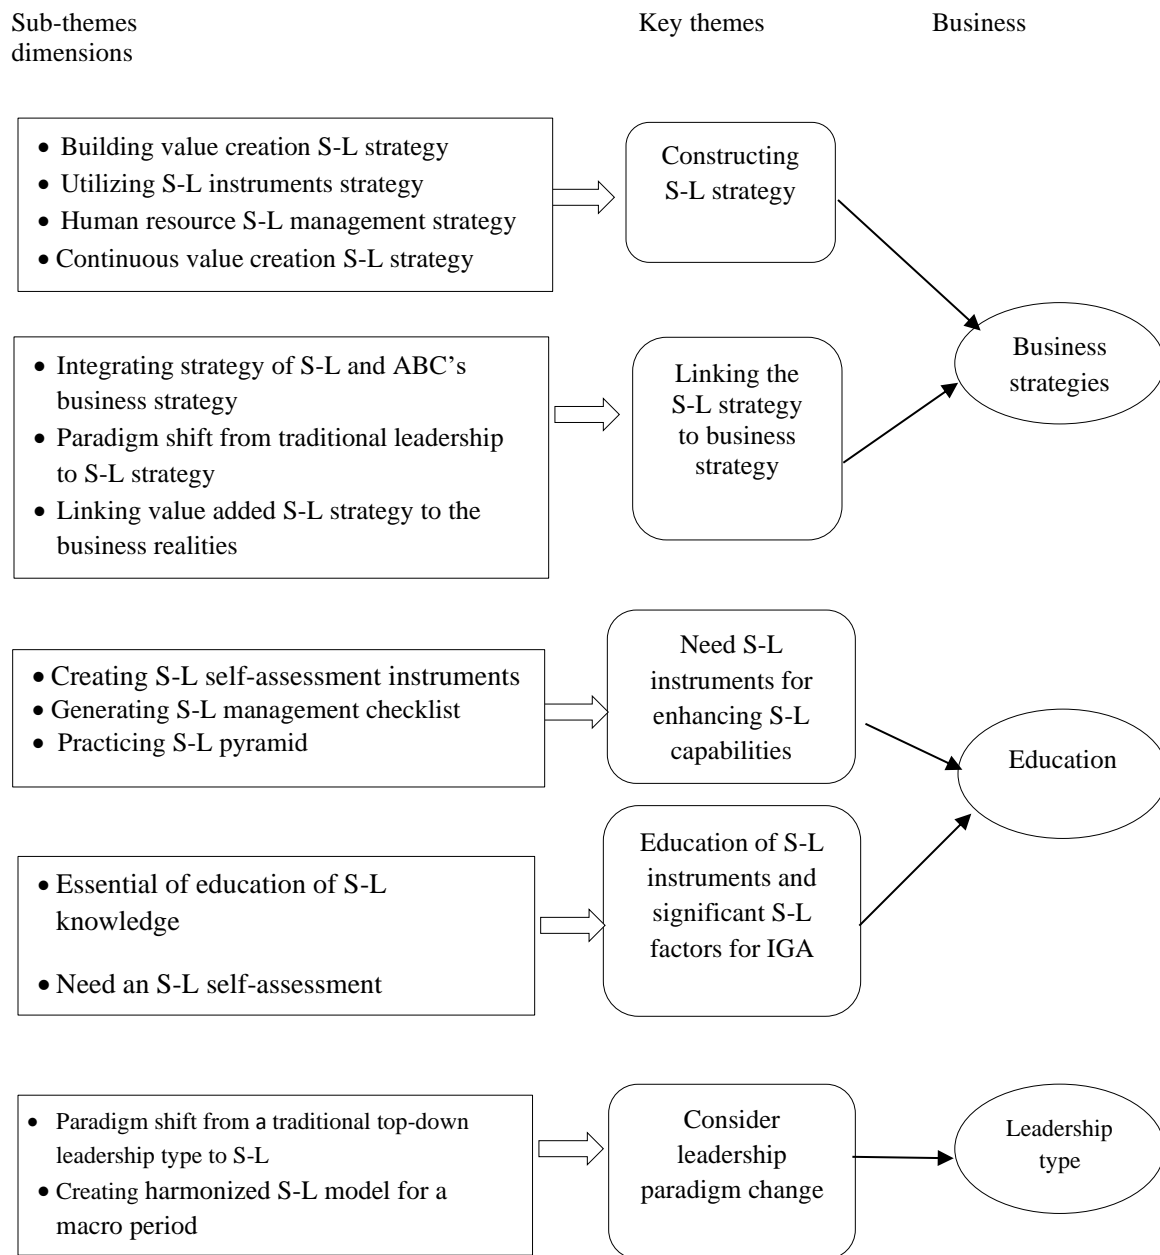 Sub-themes Key themes Business
dimensions
• Building value creation S-L strategy
• Utilizing S-L instruments strategy
• Human resource S-L management strategy
• Continuous value creation S-L strategy
Constructing
S-L strategy
• Integrating strategy of S-L and ABC’s
business strategy
• Paradigm shift from traditional leadership
to S-L strategy
• Linking value added S-L strategy to the
business realities
Linking the
S-L strategy
to business
strategy
Business
strategies
• Creating S-L self-assessment instruments
• Generating S-L management checklist
• Practicing S-L pyramid
Need S-L
instruments for
enhancing S-L
capabilities
• Essential of education of S-L
knowledge
• Need an S-L self-assessment
Education of S-L
instruments and
significant S-L
factors for IGA
Education
• Paradigm shift from a traditional top-down
leadership type to S-L
• Creating harmonized S-L model for a
macro period
Consider
leadership
paradigm change
Leadership
type